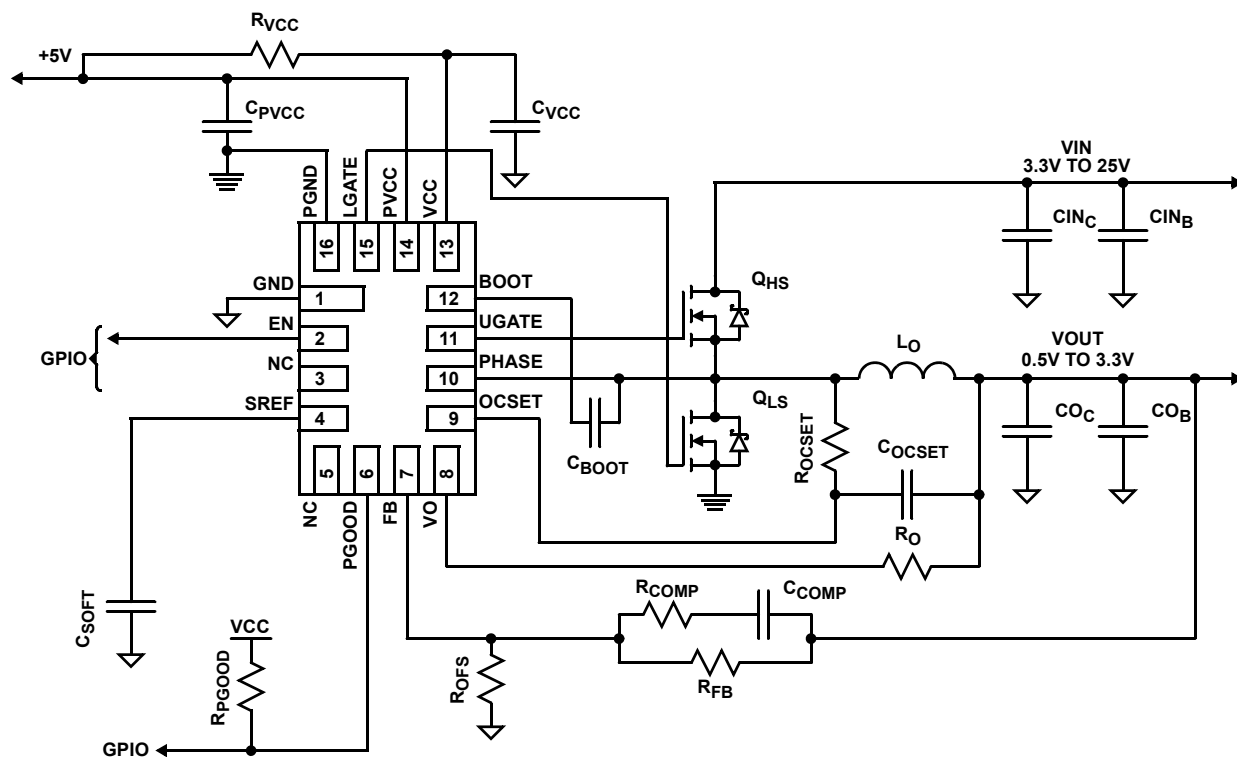 RVCC
+5V
CPVCC
CVCC
VIN
3.3V TO 25V
PGND
LGATE
PVCC
VCC
CINC
CINB
16
15
14
13
GND
1
BOOT
12
QHS
EN
2
UGATE
11
GPIO
NC
3
PHASE
10
LO
VOUT
0.5V TO 3.3V
SREF
4
OCSET
9
QLS
COC
COB
CBOOT
ROCSET
COCSET
5
6
7
8
NC
PGOOD
FB
VO
RO
RCOMP
CCOMP
CSOFT
VCC
RPGOOD
ROFS
RFB
GPIO